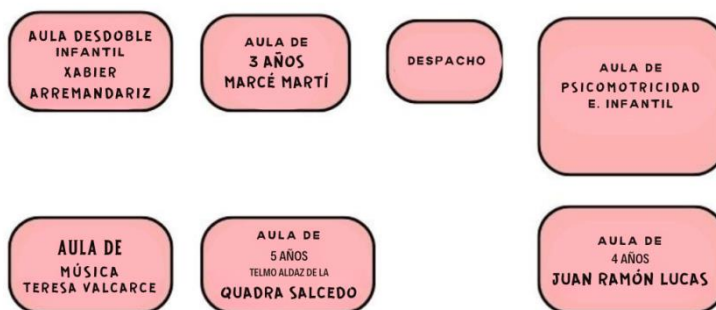 AULA DESDOBLE
INFANTIL
XABIER
ARREMANDARIZ
AULA DE
3 AÑOS
MARCÉ MARTÍ
DESPACHO
AULA DE
PSICOMOTRICIDAD
E. INFANTIL
AULA DE
MÚSICA
TERESA VALCARCE
AULA DE
5 AÑOS
TELMO ALDAZ DE LA
QUADRA SALCEDO
AULA DE
4 AÑOS
JUAN RAMÓN LUCAS